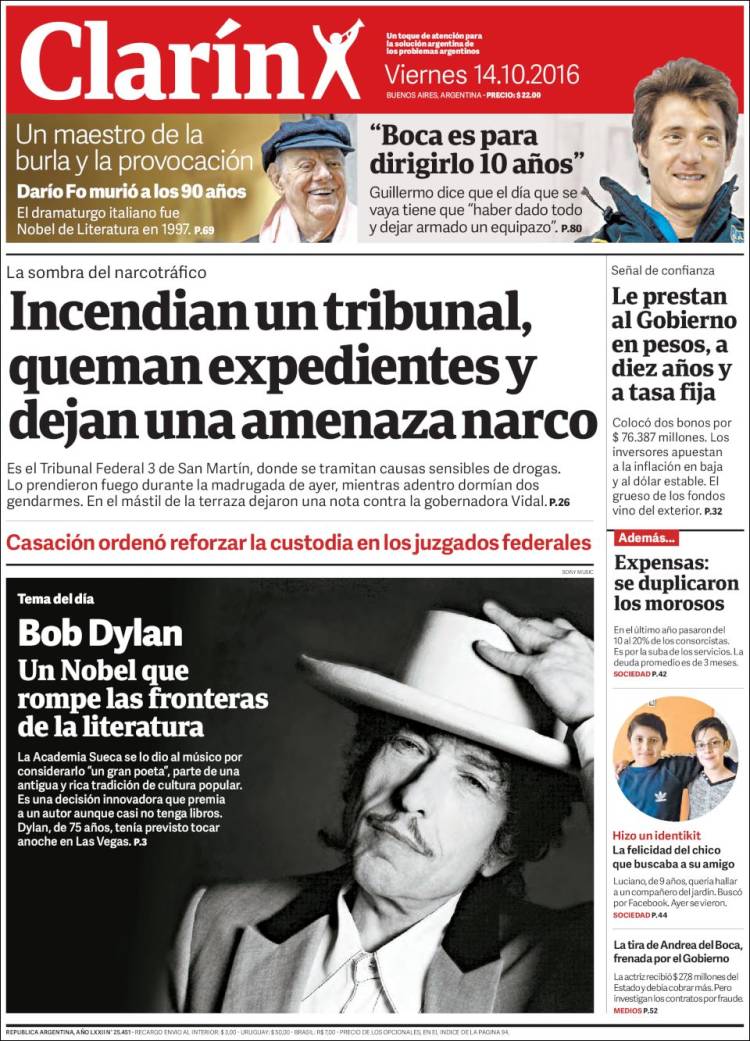 Clarín
Un toque de atención para
la solución argentina de
los problemas argentinos
Viernes 14.10.2016
BUENOS AIRES, ARGENTINA - PRECIO: $ 22.00
Un maestro de la
burla y la provocación
Darío Fo murió a los 90 años
El dramaturgo italiano fue
Nobel de Literatura en 1997. P.69
“Boca es para
dirigirlo 10 años”
Guillermo dice que el día que se
vaya tiene que “haber dado todo
y dejar armado un equipazo”. P.80
La sombra del narcotráfico
Incendian un tribunal,
queman expedientes y
dejan una amenaza narco
Es el Tribunal Federal 3 de San Martín, donde se tramitan causas sensibles de drogas.
Lo prendieron fuego durante la madrugada de ayer, mientras adentro dormían dos
gendarmes. En el mástil de la terraza dejaron una nota contra la gobernadora Vidal. P.26
Casación ordenó reforzar la custodia en los juzgados federales
SONY MUSIC
Tema del día
Bob Dylan
Un Nobel que
rompe las fronteras
de la literatura
La Academia Sueca se lo dio al músico por
considerarlo “un gran poeta”, parte de una
antigua y rica tradición de cultura popular.
Es una decisión innovadora que premia
a un autor aunque casi no tenga libros.
Dylan, de 75 años, tenía previsto tocar
anoche en Las Vegas. P.3
Señal de confianza
Le prestan
al Gobierno
en pesos, a
diez años y
a tasa fija
Colocó dos bonos por
$ 76.387 millones. Los
inversores apuestan
a la inflación en baja
y al dólar estable. El
grueso de los fondos
vino del exterior. P.32
Además...
Expensas:
se duplicaron
los morosos
En el último año pasaron del
10 al 20% de los consorcistas.
Es por la suba de los servicios. La
deuda promedio es de 3 meses.
SOCIEDAD P.42
Hizo un identikit
La felicidad del chico
que buscaba a su amigo
Luciano, de 9 años, quería hallar
a un compañero del jardín. Buscó
por Facebook. Ayer se vieron.
SOCIEDAD P.44
La tira de Andrea del Boca,
frenada por el Gobierno
La actriz recibió $ 27,8 millones del
Estado y debía cobrar más. Pero
investigan los contratos por fraude.
MEDIOS P.52
REPUBLICA ARGENTINA, AÑO LXXII N° 25.451 - RECARGO ENVIO AL INTERIOR: $ 3,00 - URUGUAY: $ 50,00 - BRASIL: R$ 7,00 - PRECIO DE LOS OPCIONALES, EN EL INDICE DE LA PAGINA 94.